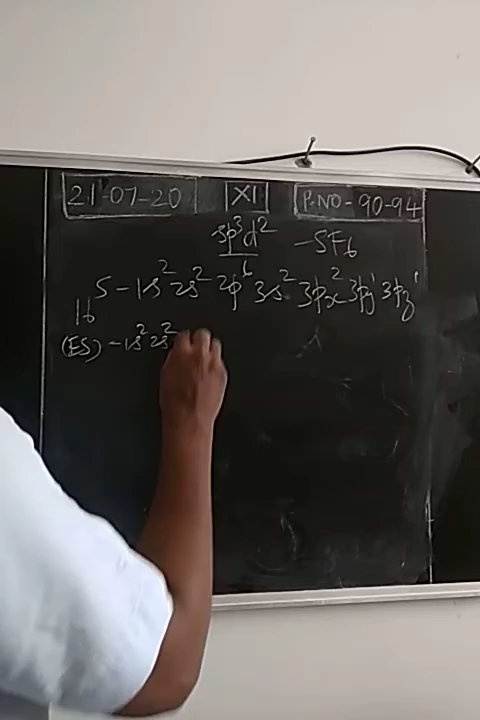 21-07-20 XI P.NO-90-94
sp³d² -SF₆
S-1s² 2s² 2p⁶ 3s² 3px² 3py¹ 3pz¹
16
(ES)-1s² 2s²